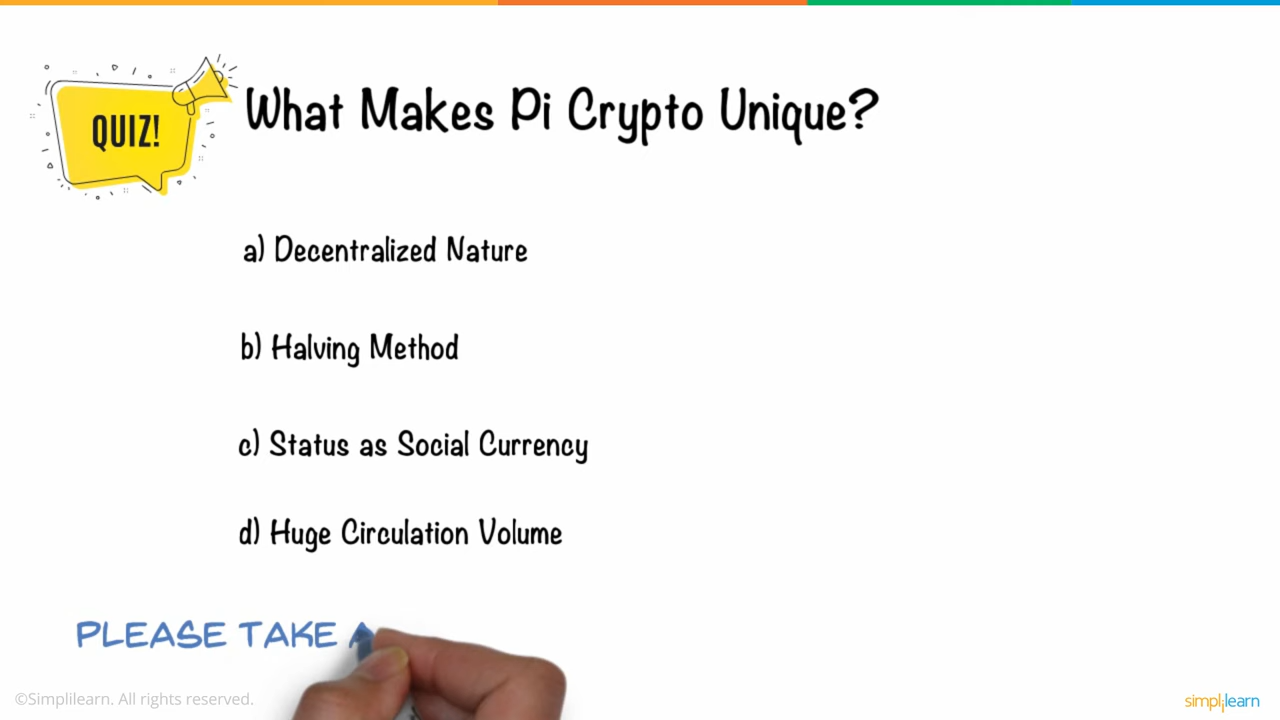 QUIZ!
What Makes Pi Crypto Unique?
a) Decentralized Nature
b) Halving Method
c) Status as Social Currency
d) Huge Circulation Volume
PLEASE TAKE A
©Simplilearn. All rights reserved.
simplilearn